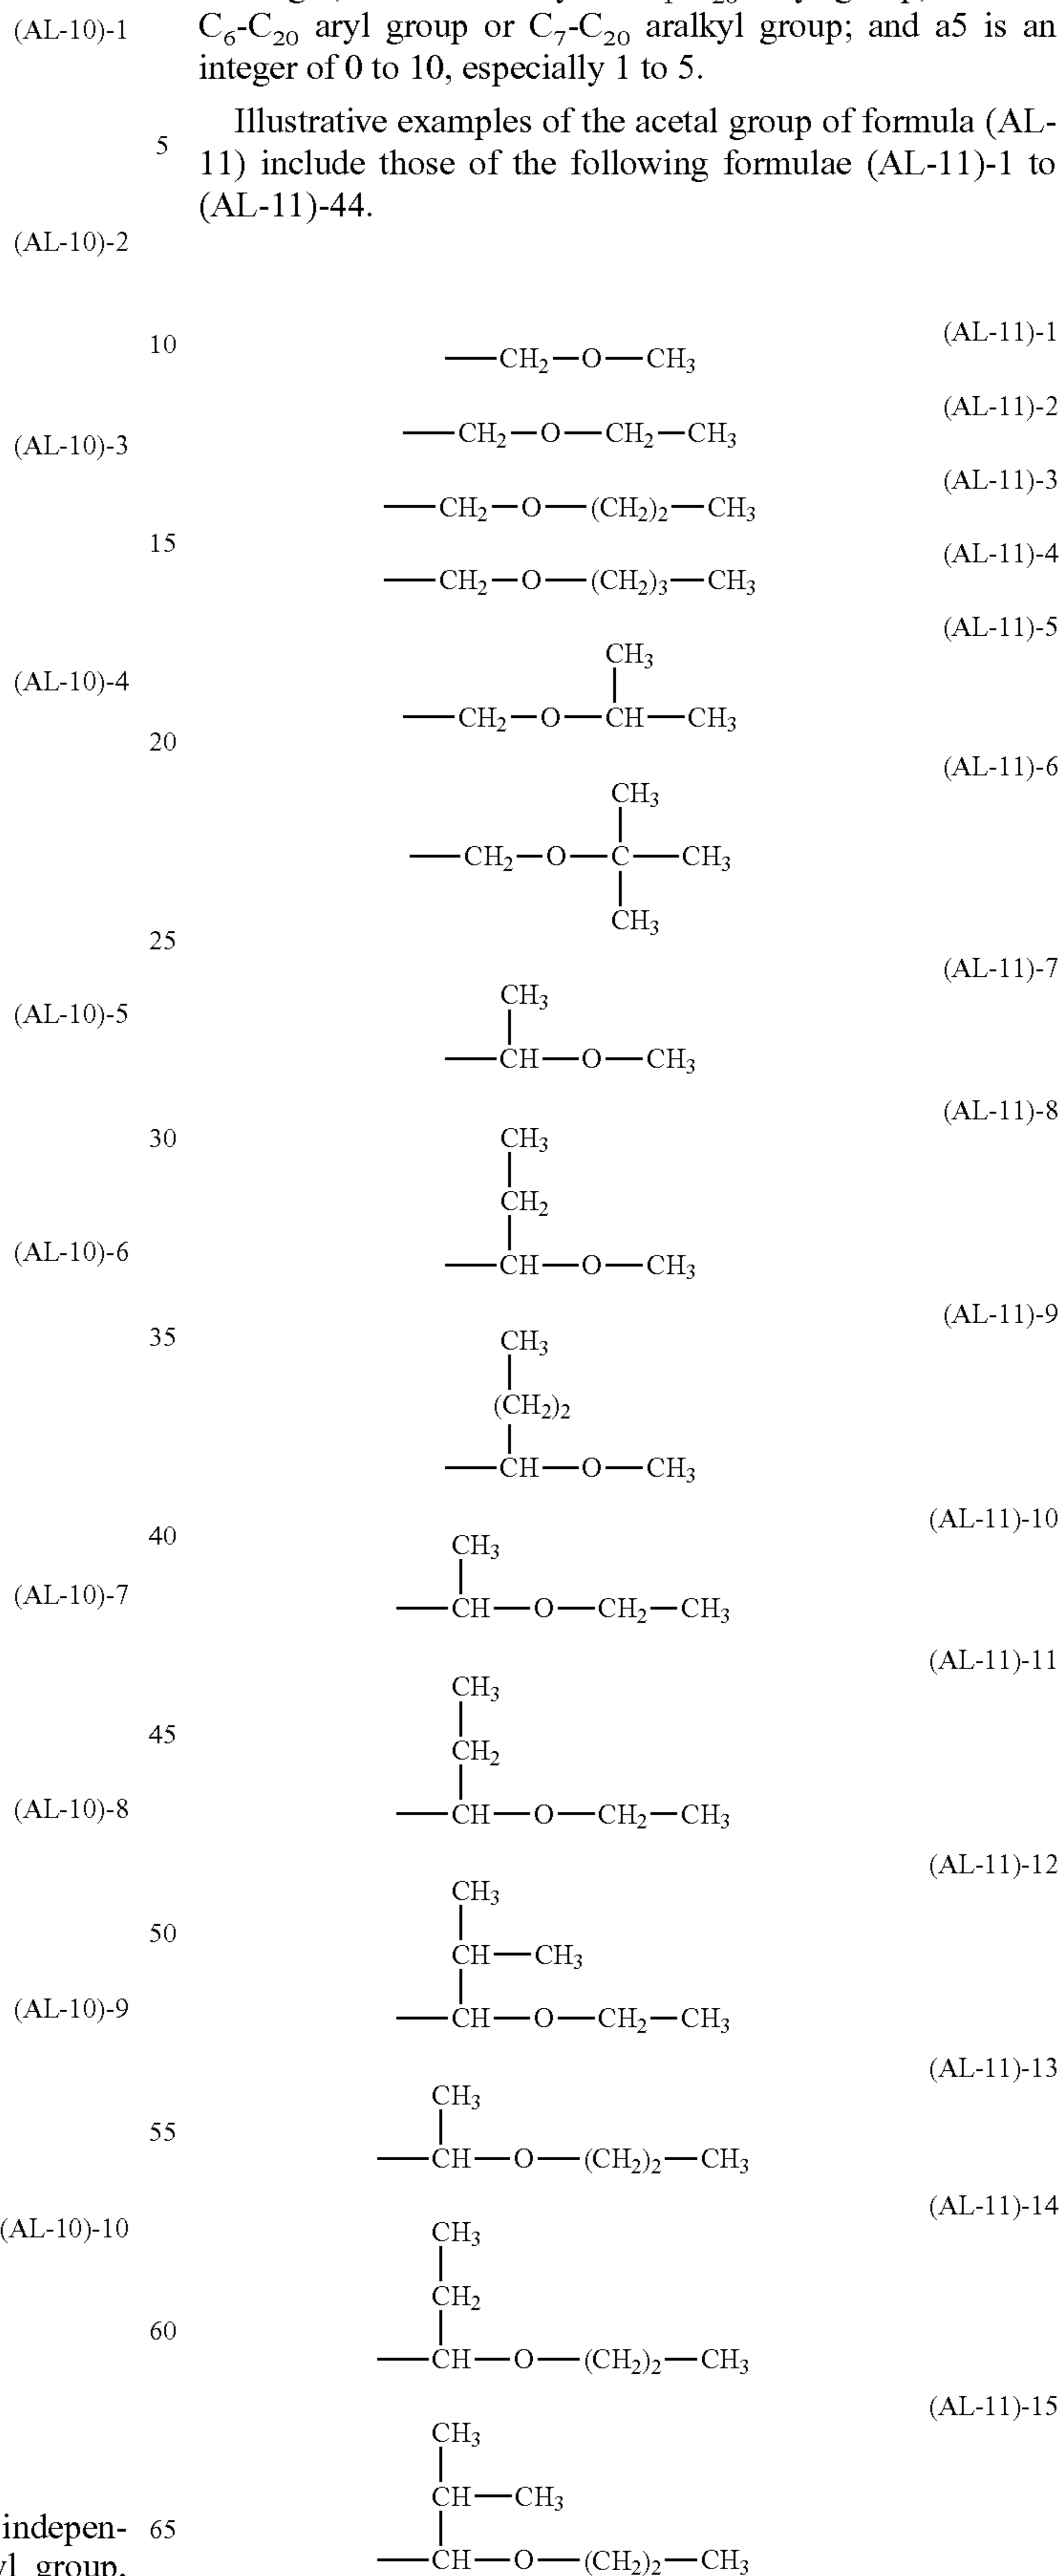 (AL-10)-1
C₆-C₂₀ aryl group or C₇-C₂₀ aralkyl group; and a5 is an
integer of 0 to 10, especially 1 to 5.
Illustrative examples of the acetal group of formula (AL-
5
11) include those of the following formulae (AL-11)-1 to
(AL-11)-44.
(AL-10)-2
(AL-11)-1
10
—CH₂—O—CH₃
(AL-11)-2
(AL-10)-3
—CH₂—O—CH₂—CH₃
(AL-11)-3
—CH₂—O—(CH₂)₂—CH₃
15
(AL-11)-4
—CH₂—O—(CH₂)₃—CH₃
(AL-11)-5
CH₃
(AL-10)-4
—CH₂—O—CH—CH₃
20
(AL-11)-6
CH₃
—CH₂—O—C—CH₃
CH₃
25
(AL-11)-7
CH₃
(AL-10)-5
—CH—O—CH₃
(AL-11)-8
30
CH₃
CH₂
(AL-10)-6
—CH—O—CH₃
(AL-11)-9
35
CH₃
(CH₂)₂
—CH—O—CH₃
(AL-11)-10
40
CH₃
(AL-10)-7
—CH—O—CH₂—CH₃
(AL-11)-11
CH₃
45
CH₂
(AL-10)-8
—CH—O—CH₂—CH₃
(AL-11)-12
CH₃
50
CH—CH₃
(AL-10)-9
—CH—O—CH₂—CH₃
(AL-11)-13
CH₃
55
—CH—O—(CH₂)₂—CH₃
(AL-11)-14
(AL-10)-10
CH₃
CH₂
60
—CH—O—(CH₂)₂—CH₃
(AL-11)-15
CH₃
CH—CH₃
indepen-
65
—CH—O—(CH₂)₂—CH₃
group,